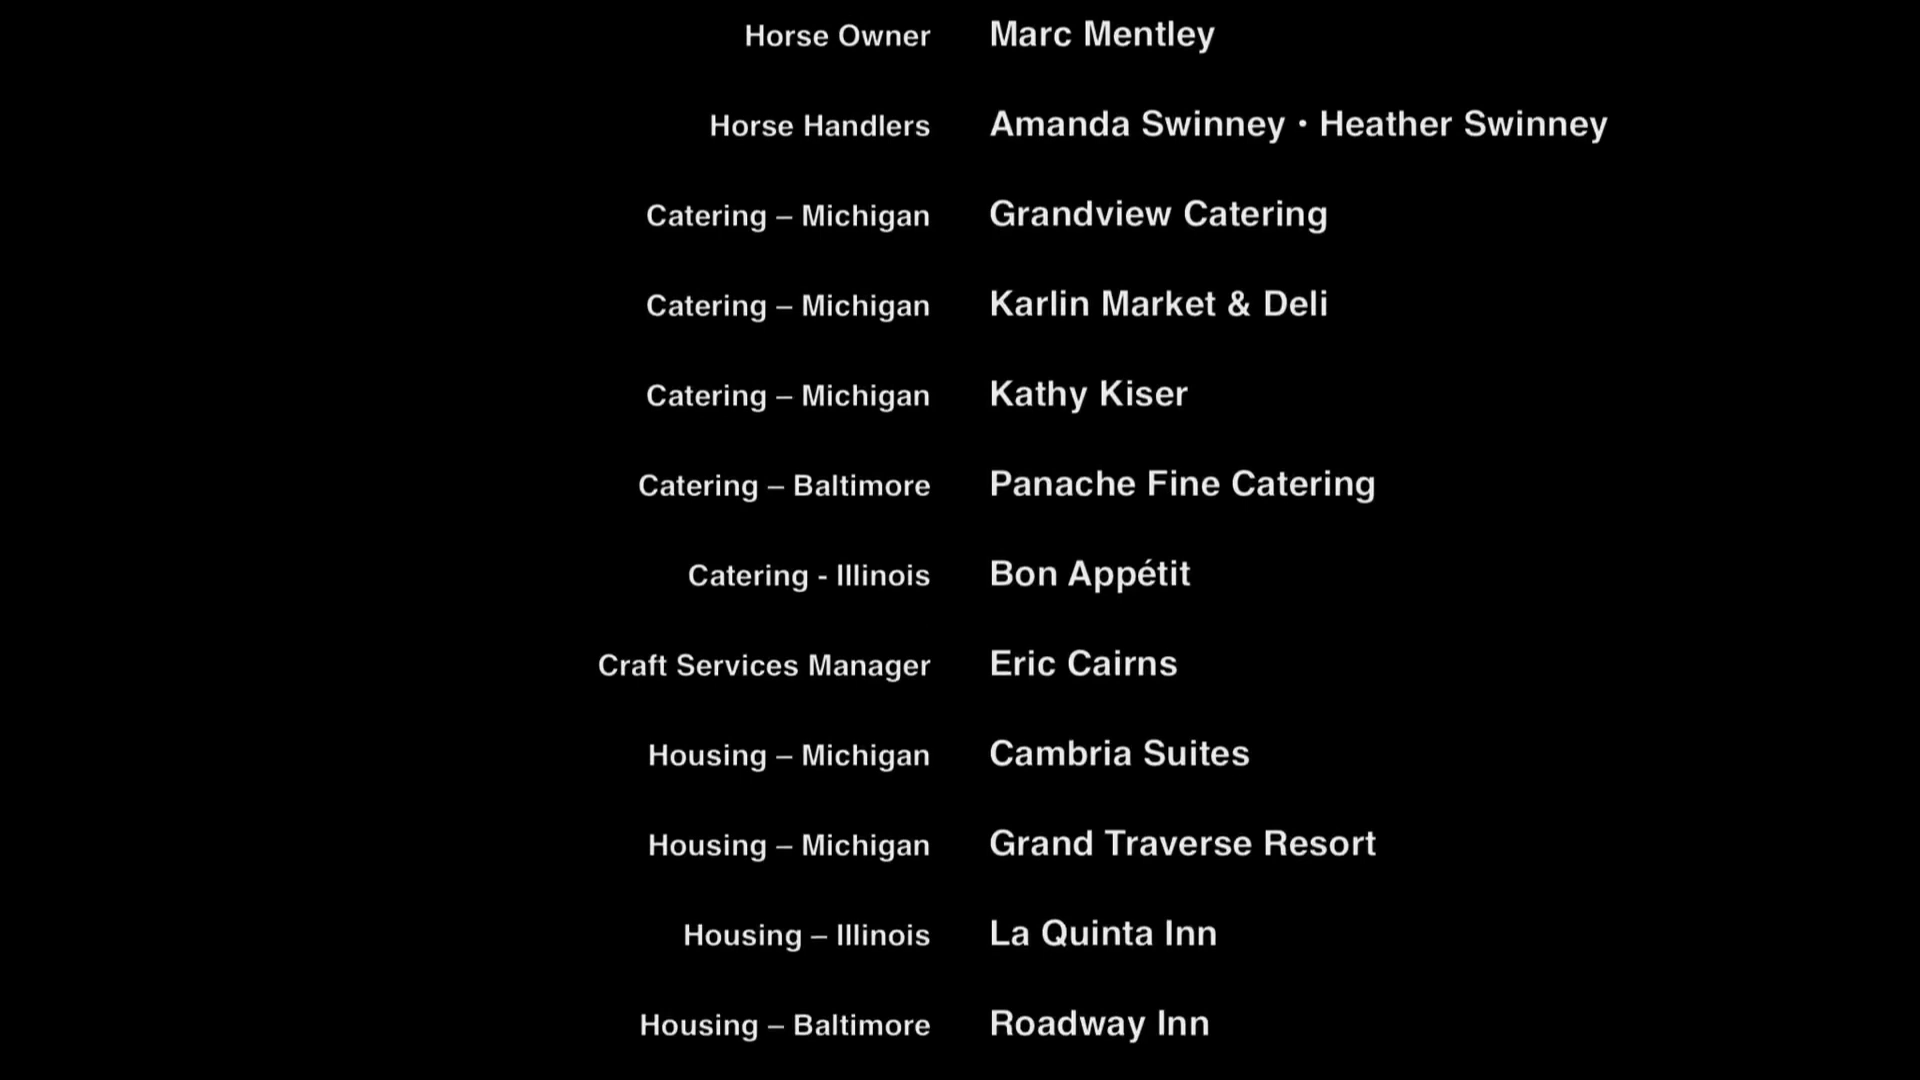 Horse Owner Marc Mentley
Horse Handlers Amanda Swinney • Heather Swinney
Catering – Michigan Grandview Catering
Catering – Michigan Karlin Market & Deli
Catering – Michigan Kathy Kiser
Catering – Baltimore Panache Fine Catering
Catering - Illinois Bon Appétit
Craft Services Manager Eric Cairns
Housing – Michigan Cambria Suites
Housing – Michigan Grand Traverse Resort
Housing – Illinois La Quinta Inn
Housing – Baltimore Roadway Inn